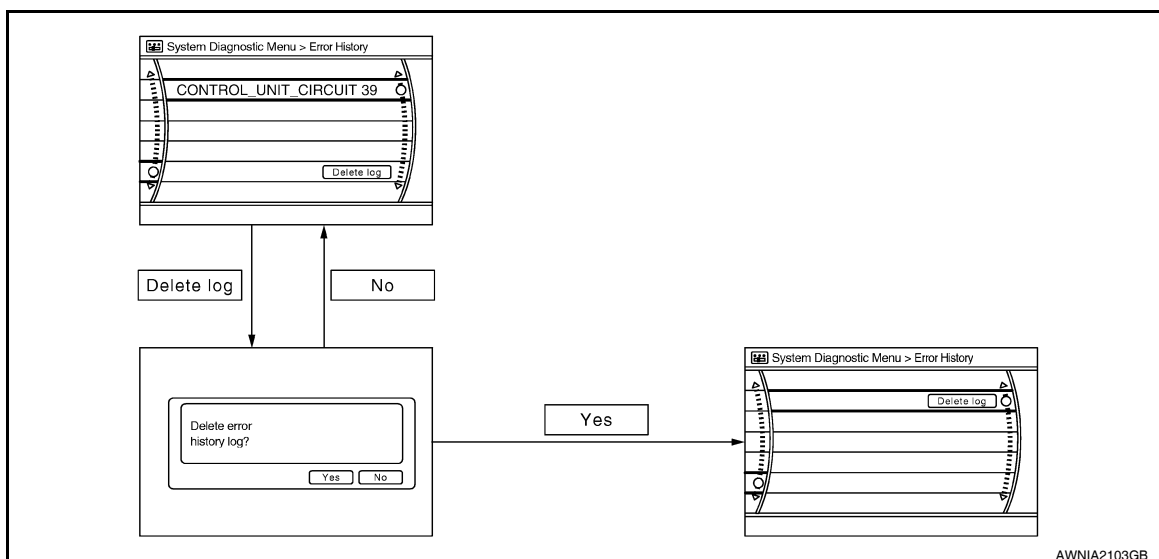 System Diagnostic Menu > Error History
CONTROL_UNIT_CIRCUIT 39
Delete log
Delete log
No
Delete error
history log?
Yes
No
Yes
System Diagnostic Menu > Error History
Delete log
AWNIA2103GB